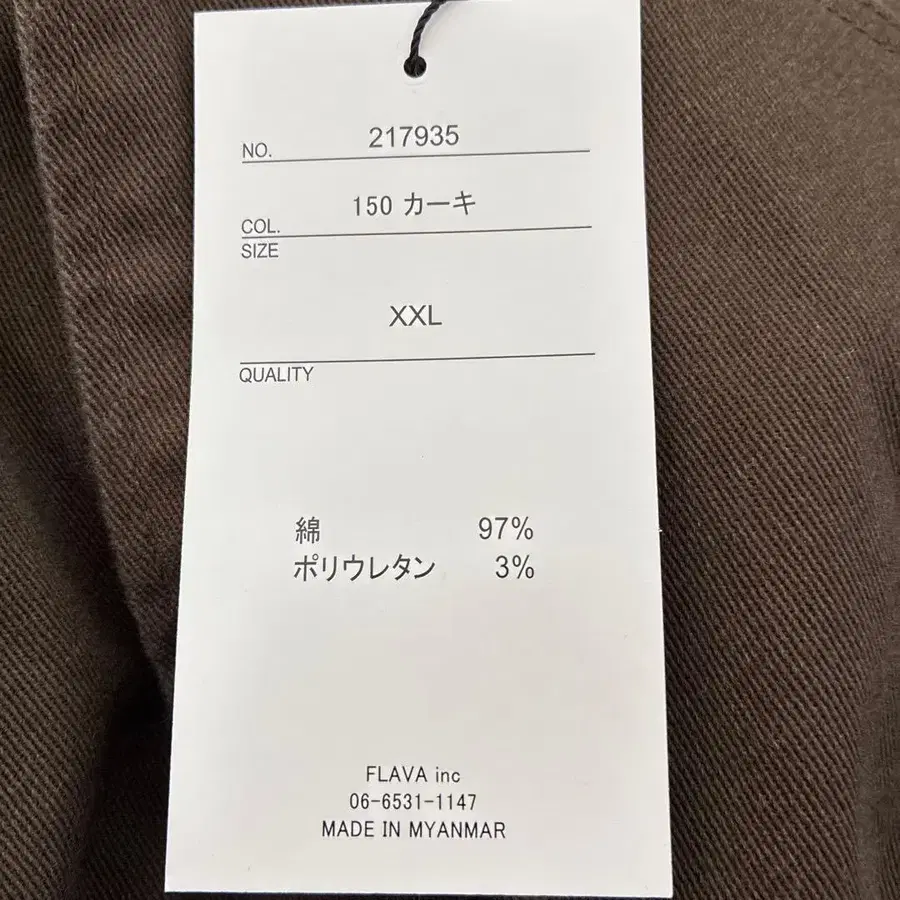 NO. 217935
COL. 150 カーキ
SIZE
XXL
QUALITY
綿 97%
ポリウレタン 3%
FLAVA inc
06-6531-1147
MADE IN MYANMAR